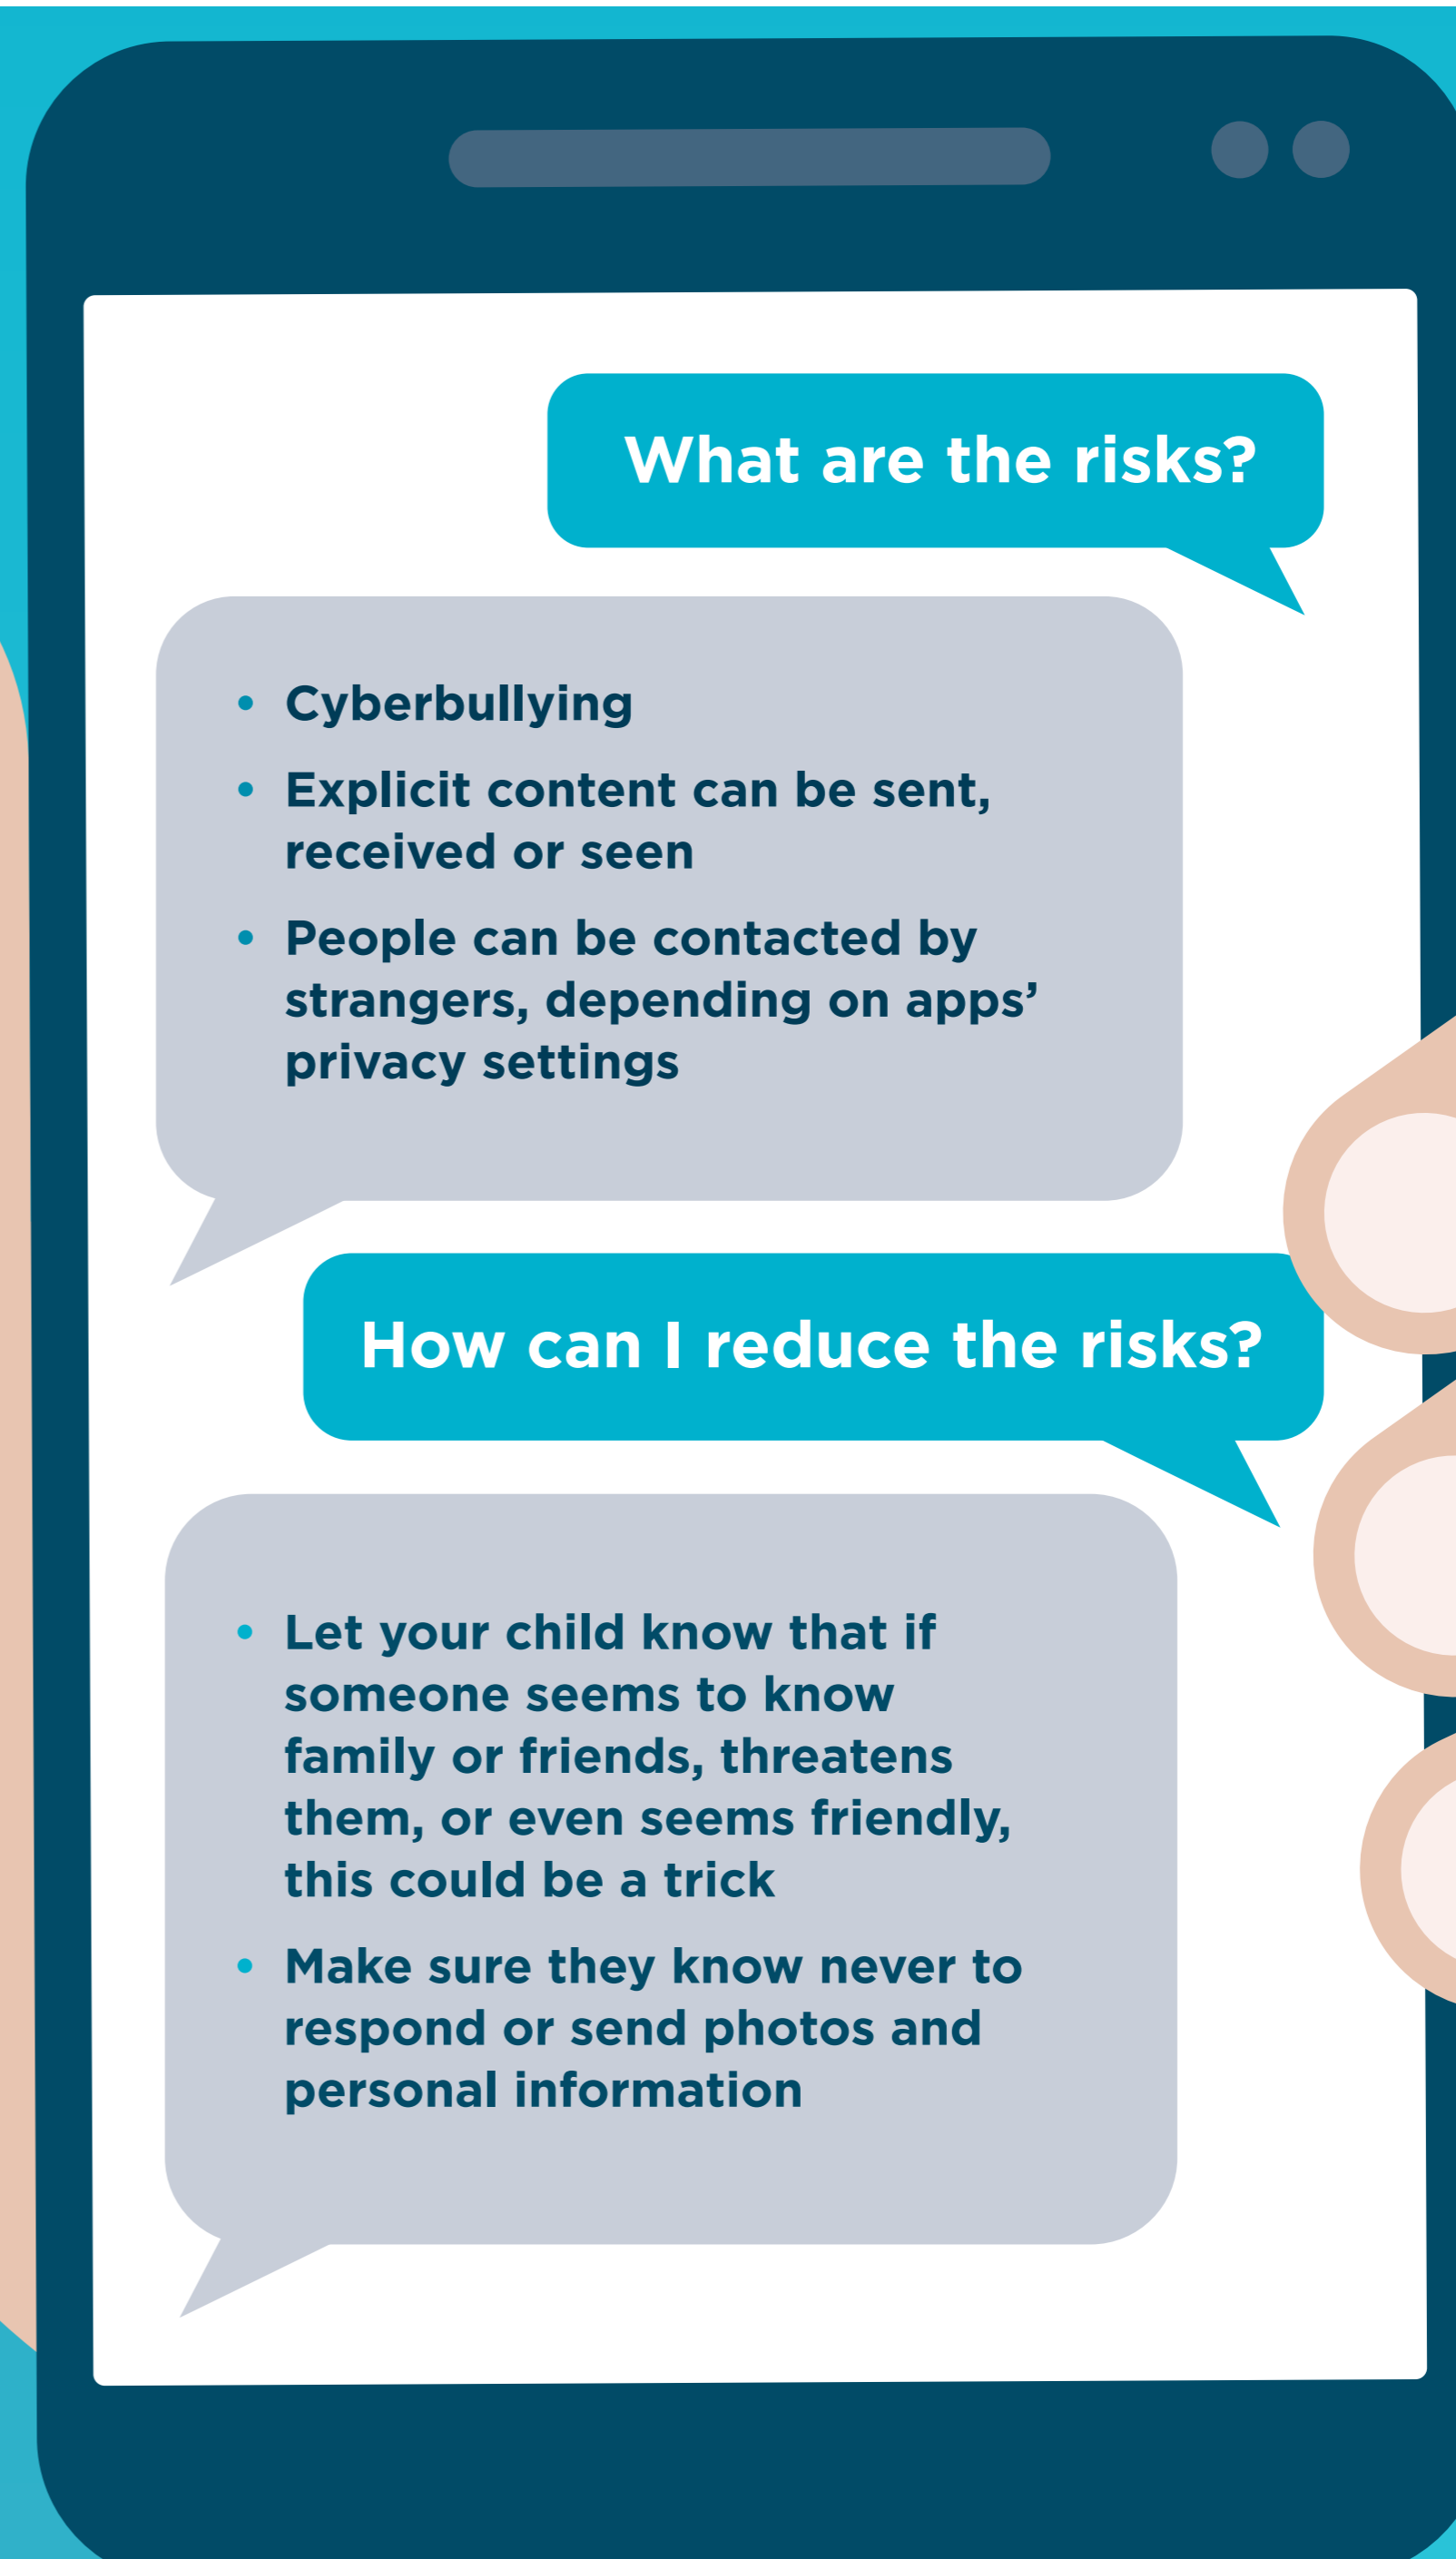 What are the risks?
• Cyberbullying
• Explicit content can be sent,
received or seen
• People can be contacted by
strangers, depending on apps’
privacy settings
How can I reduce the risks?
• Let your child know that if
someone seems to know
family or friends, threatens
them, or even seems friendly,
this could be a trick
• Make sure they know never to
respond or send photos and
personal information